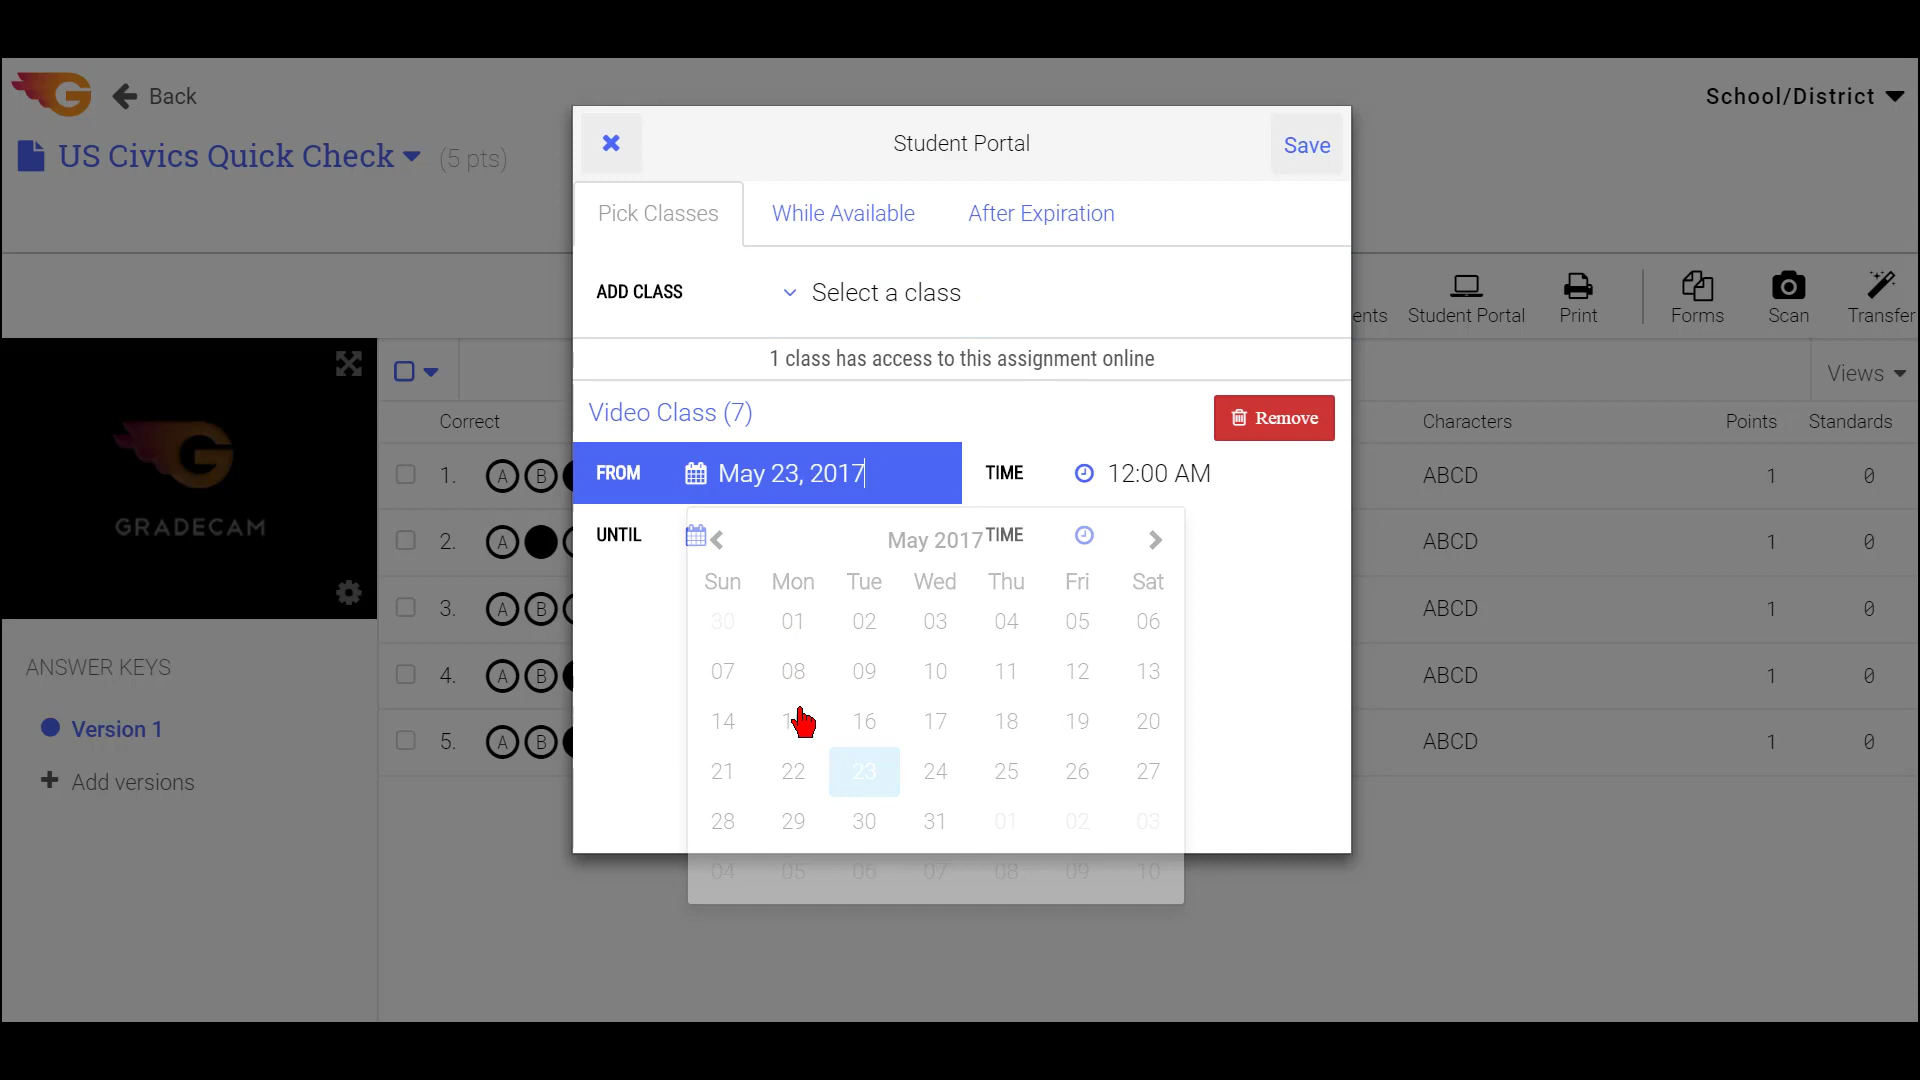 Back
School/District
US Civics Quick Check (5 pts)
Student Portal
Save
Pick Classes
While Available
After Expiration
ADD CLASS
Select a class
1 class has access to this assignment online
Video Class (7)
Remove
FROM May 23, 2017 TIME 12:00 AM
UNTIL TIME
May 2017
Sun Mon Tue Wed Thu Fri Sat
30 01 02 03 04 05 06
07 08 09 10 11 12 13
14 16 17 18 19 20
21 22 23 24 25 26 27
28 29 30 31 01 02 03
04 05 06 07 08 09 10
ents
Student Portal
Print
Forms
Scan
Transfer
Views
Correct
Characters
Points
Standards
1. A B ABCD 1 0
2. A ABCD 1 0
3. A B ABCD 1 0
4. A B ABCD 1 0
5. A B ABCD 1 0
GRADECAM
ANSWER KEYS
Version 1
Add versions